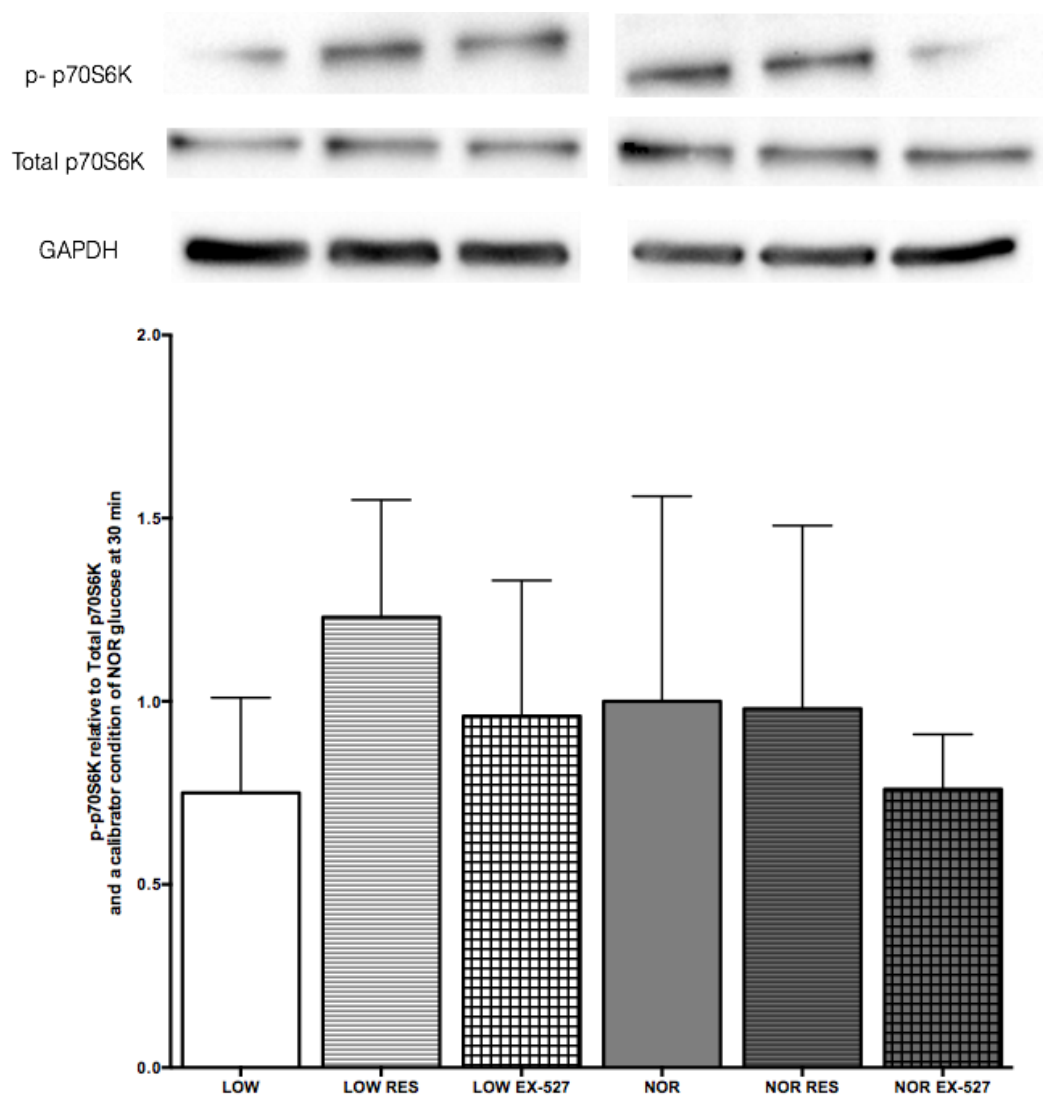 p- p70S6K
Total p70S6K
GAPDH
p-p70S6K relative to Total p70S6K
and a calibrator condition of NOR glucose at 30 min
2.0
1.5
1.0
0.5
0.0
LOW
LOW RES
LOW EX-527
NOR
NOR RES
NOR EX-527